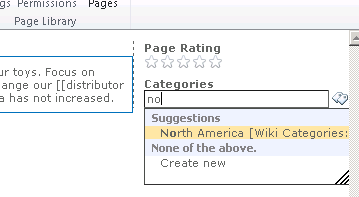 gs Permissions Pages
Page Library
ur toys. Focus on
ange our [[distributor
a has not increased.
Page Rating
Categories
no
Suggestions
North America [Wiki Categories:
None of the above.
Create new